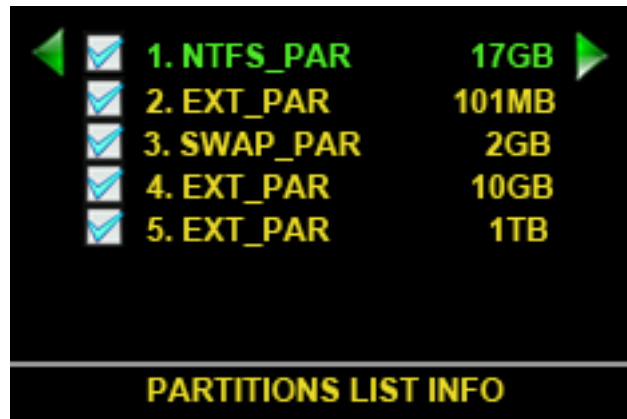 1. NTFS_PAR 17GB
2. EXT_PAR 101MB
3. SWAP_PAR 2GB
4. EXT_PAR 10GB
5. EXT_PAR 1TB
PARTITIONS LIST INFO